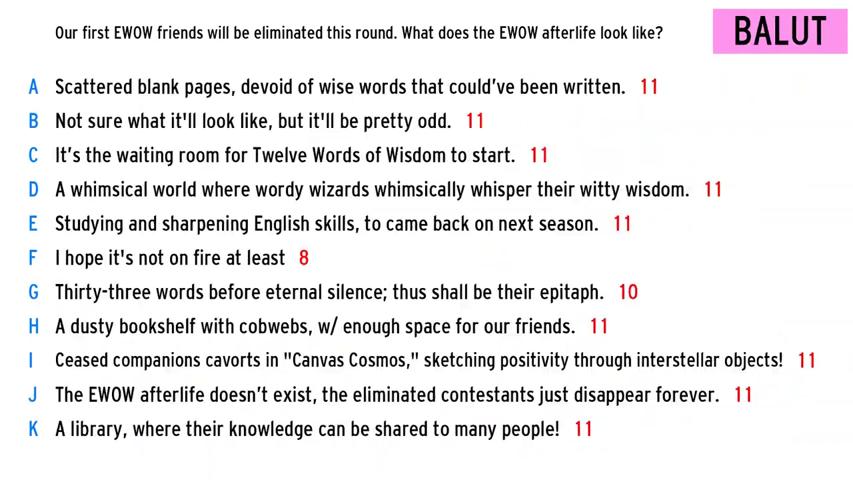 Our first EWOW friends will be eliminated this round. What does the EWOW afterlife look like?
BALUT
A Scattered blank pages, devoid of wise words that could’ve been written. 11
B Not sure what it'll look like, but it'll be pretty odd. 11
C It’s the waiting room for Twelve Words of Wisdom to start. 11
D A whimsical world where wordy wizards whimsically whisper their witty wisdom. 11
E Studying and sharpening English skills, to came back on next season. 11
F I hope it's not on fire at least 8
G Thirty-three words before eternal silence; thus shall be their epitaph. 10
H A dusty bookshelf with cobwebs, w/ enough space for our friends. 11
I Ceased companions cavorts in "Canvas Cosmos," sketching positivity through interstellar objects! 11
J The EWOW afterlife doesn’t exist, the eliminated contestants just disappear forever. 11
K A library, where their knowledge can be shared to many people! 11